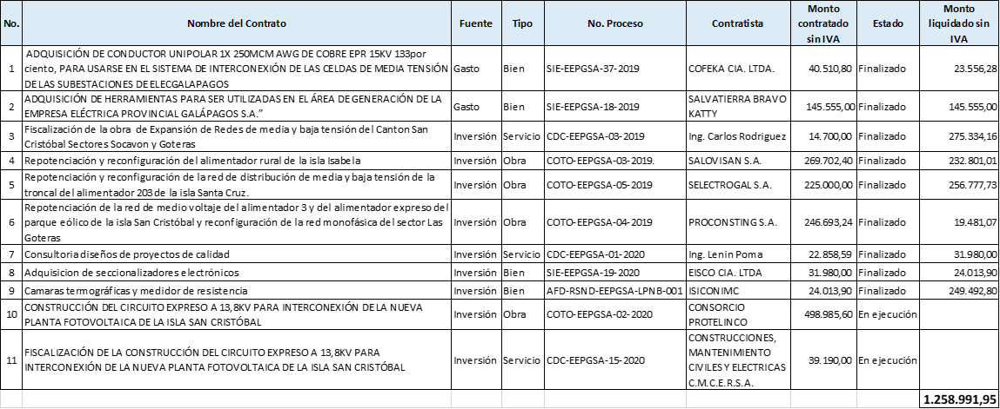 No. Nombre del Contrato Fuente Tipo No. Proceso Contratista Monto contratado sin IVA Estado Monto liquidado sin IVA
1 ADQUISICIÓN DE CONDUCTOR UNIPOLAR 1X 250MCM AWG DE COBRE EPR 15KV 133por
ciento, PARA USARSE EN EL SISTEMA DE INTERCONEXIÓN DE LAS CELDAS DE MEDIA TENSIÓN
DE LAS SUBESTACIONES DE ELECGALAPAGOS
Gasto Bien SIE-EEPGSA-37-2019 COFEKA CIA. LTDA. 40.510,80 Finalizado 23.556,28
2 ADQUISICIÓN DE HERRAMIENTAS PARA SER UTILIZADAS EN EL ÁREA DE GENERACIÓN DE LA
EMPRESA ELÉCTRICA PROVINCIAL GALÁPAGOS S.A.”
Gasto Bien SIE-EEPGSA-18-2019 SALVATIERRA BRAVO
KATTY
145.555,00 Finalizado 145.555,00
3 Fiscalización de la obra de Expansión de Redes de media y baja tensión del Canton San
Cristóbal Sectores Socavon y Goteras
Inversión Servicio CDC-EEPGSA-03-2019 Ing. Carlos Rodriguez 14.700,00 Finalizado 275.334,16
4 Repotenciación y reconfiguración del alimentador rural de la isla Isabela Inversión Obra COTO-EEPGSA-03-2019. SALOVISAN S.A. 269.702,40 Finalizado 232.801,01
5 Repotenciación y reconfiguración de la red de distribución de media y baja tensión de la
troncal del alimentador 203 de la isla Santa Cruz.
Inversión Obra COTO-EEPGSA-05-2019 SELECTROGAL S.A. 225.000,00 Finalizado 256.777,73
6 Repotenciación de la red de medio voltaje del alimentador 3 y del alimentador expreso del
parque eólico de la isla San Cristóbal y reconfiguración de la red monofásica del sector Las
Goteras
Inversión Obra COTO-EEPGSA-04-2019 PROCONSTING S.A. 246.693,24 Finalizado 19.481,07
7 Consultoria diseños de proyectos de calidad Inversión Servicio CDC-EEPGSA-01-2020 Ing. Lenin Poma 22.858,59 Finalizado 31.980,00
8 Adquisicion de seccionalizadores electrónicos Inversión Bien SIE-EEPGSA-19-2020 EISCO CIA. LTDA 31.980,00 Finalizado 24.013,90
9 Camaras termográficas y medidor de resistencia Inversión Bien AFD-RSND-EEPGSA-LPNB-001 ISICONIMC 24.013,90 Finalizado 249.492,80
10 CONSTRUCCIÓN DEL CIRCUITO EXPRESO A 13,8KV PARA INTERCONEXIÓN DE LA NUEVA
PLANTA FOTOVOLTAICA DE LA ISLA SAN CRISTÓBAL
Inversión Obra COTO-EEPGSA-02-2020 CONSORCIO
PROTELINCO
498.985,60 En ejecución
11 FISCALIZACIÓN DE LA CONSTRUCCIÓN DEL CIRCUITO EXPRESO A 13,8KV PARA
INTERCONEXIÓN DE LA NUEVA PLANTA FOTOVOLTAICA DE LA ISLA SAN CRISTÓBAL
Inversión Servicio CDC-EEPGSA-15-2020 CONSTRUCCIONES,
MANTENIMIENTO
CIVILES Y ELECTRICAS
C.M.C.E.R.S.A.
39.190,00 En ejecución
1.258.991,95